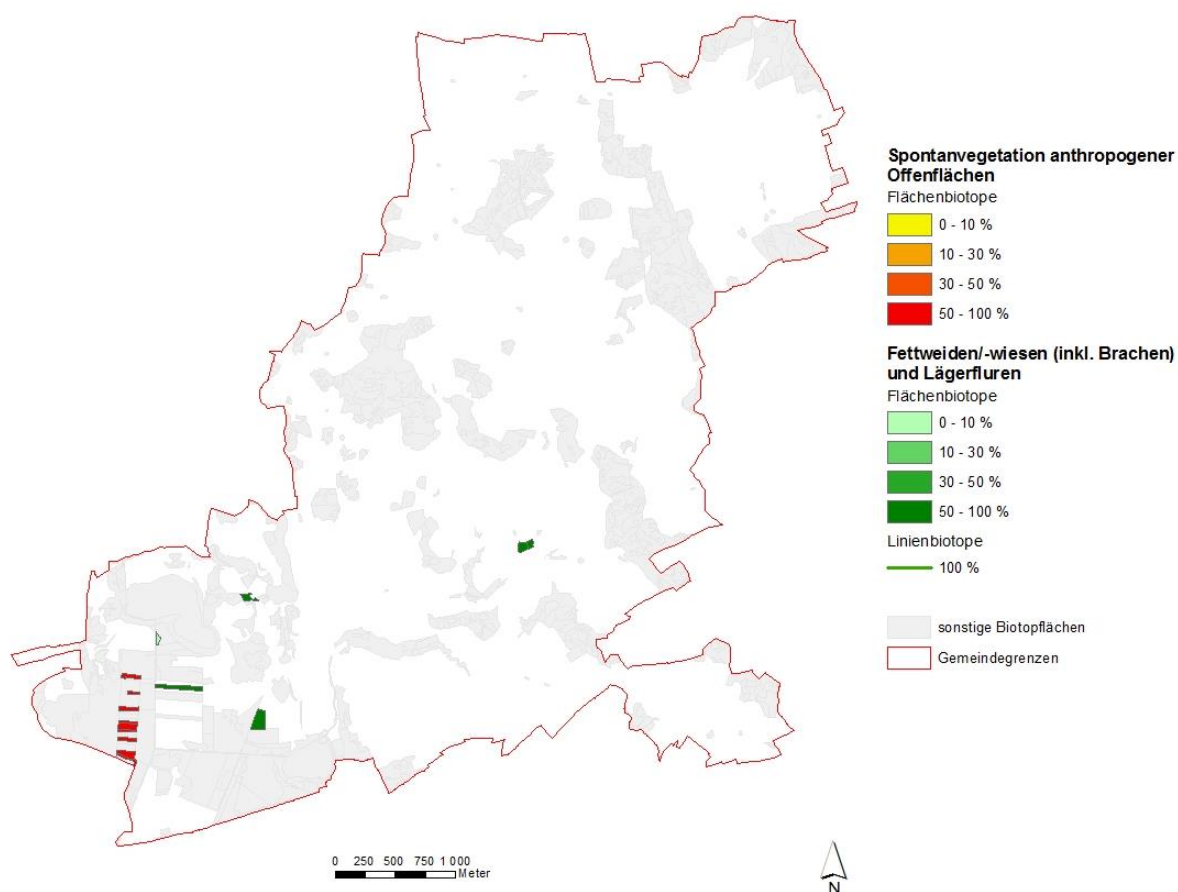 Spontanvegetation anthropogener
Offenflächen
Flächenbiotope
0 - 10 %
10 - 30 %
30 - 50 %
50 - 100 %
Fettweiden/-wiesen (inkl. Brachen)
und Lägerfluren
Flächenbiotope
0 - 10 %
10 - 30 %
30 - 50 %
50 - 100 %
Linienbiotope
100 %
sonstige Biotopflächen
Gemeindegrenzen
0 250 500 750 1 000
Meter
N